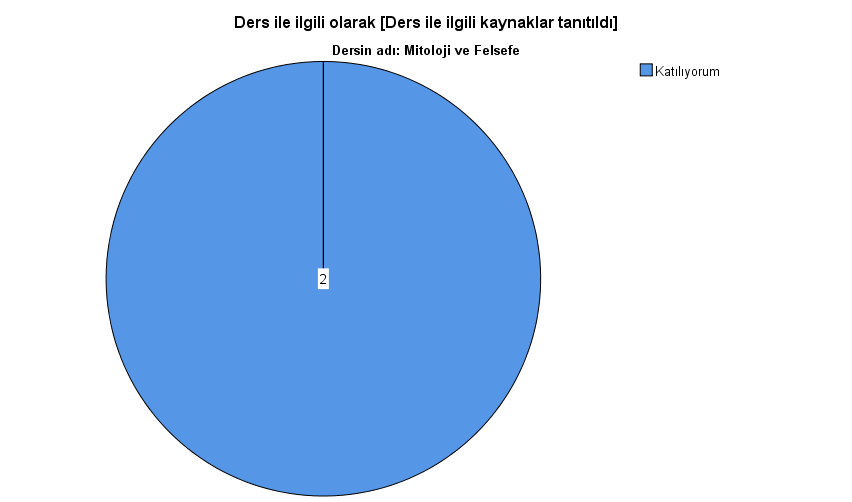 Ders ile ilgili olarak [Ders ile ilgili kaynaklar tanıtıldı]
Dersin adı: Mitoloji ve Felsefe
Katılıyorum
2